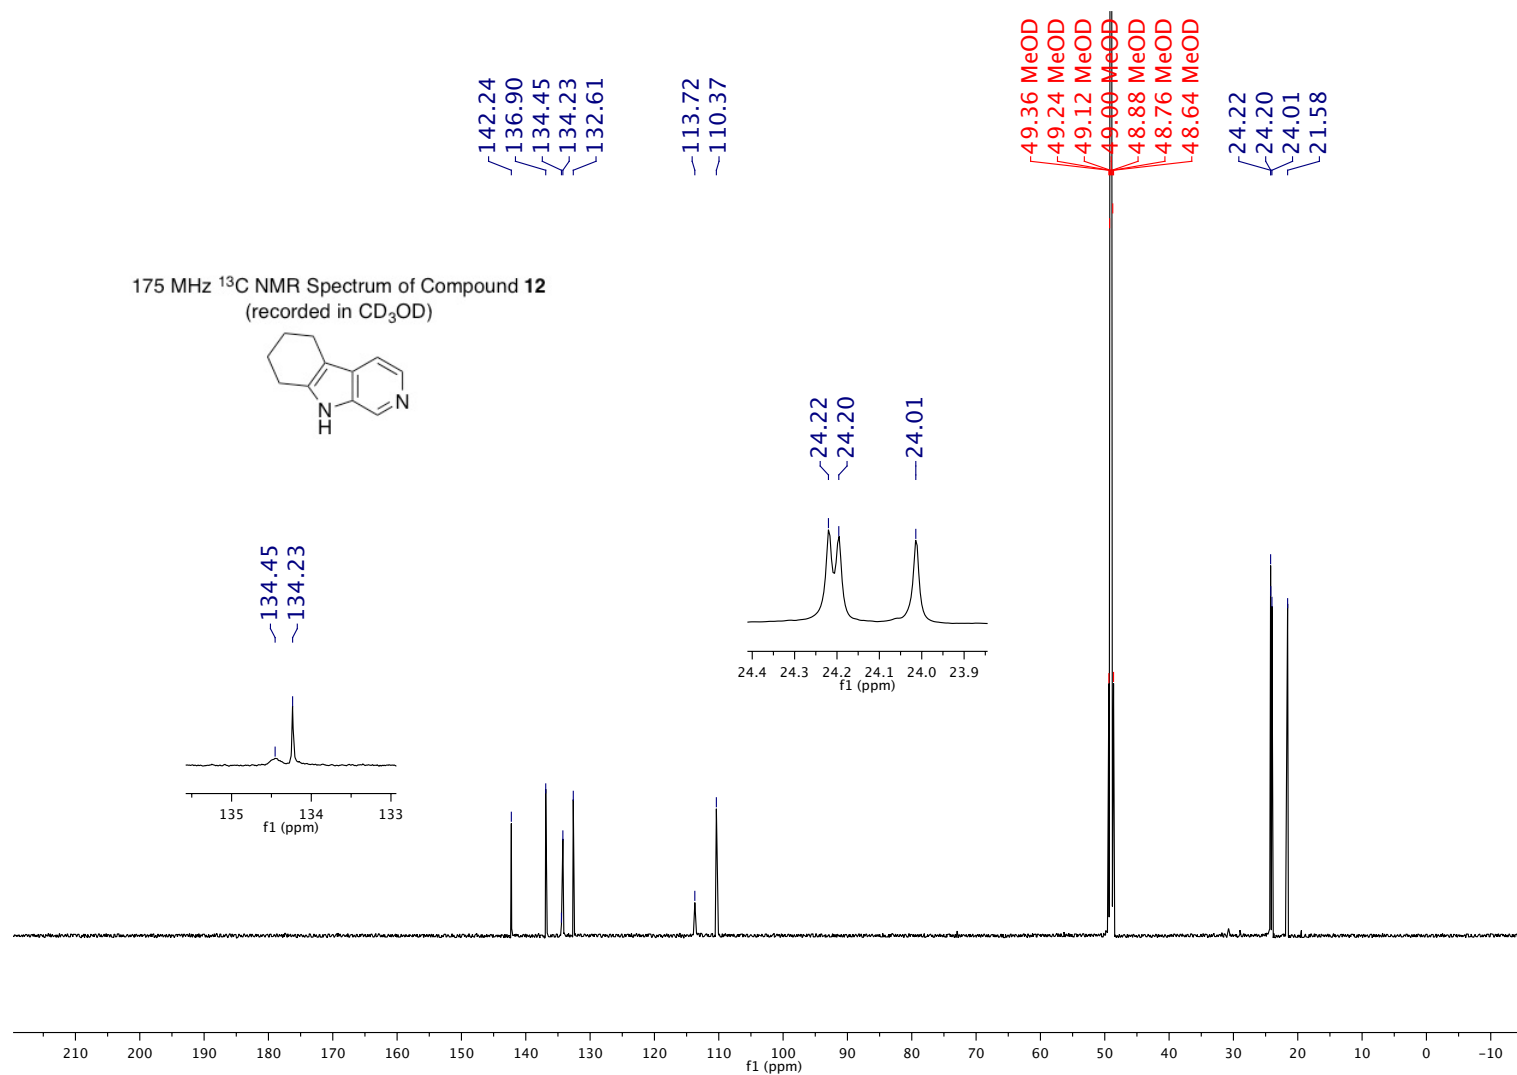 142.24
136.90
134.45
134.23
132.61
113.72
110.37
49.36 MeOD
49.24 MeOD
49.12 MeOD
49.00 MeOD
48.88 MeOD
48.76 MeOD
48.64 MeOD
24.22
24.20
24.01
21.58
175 MHz ¹³C NMR Spectrum of Compound 12
(recorded in CD₃OD)
N
H
N
24.22
24.20
24.01
24.4 24.3 24.2 24.1 24.0 23.9
f1 (ppm)
134.45
134.23
135 134 133
f1 (ppm)
210 200 190 180 170 160 150 140 130 120 110 100 90 80 70 60 50 40 30 20 10 0 −10
f1 (ppm)